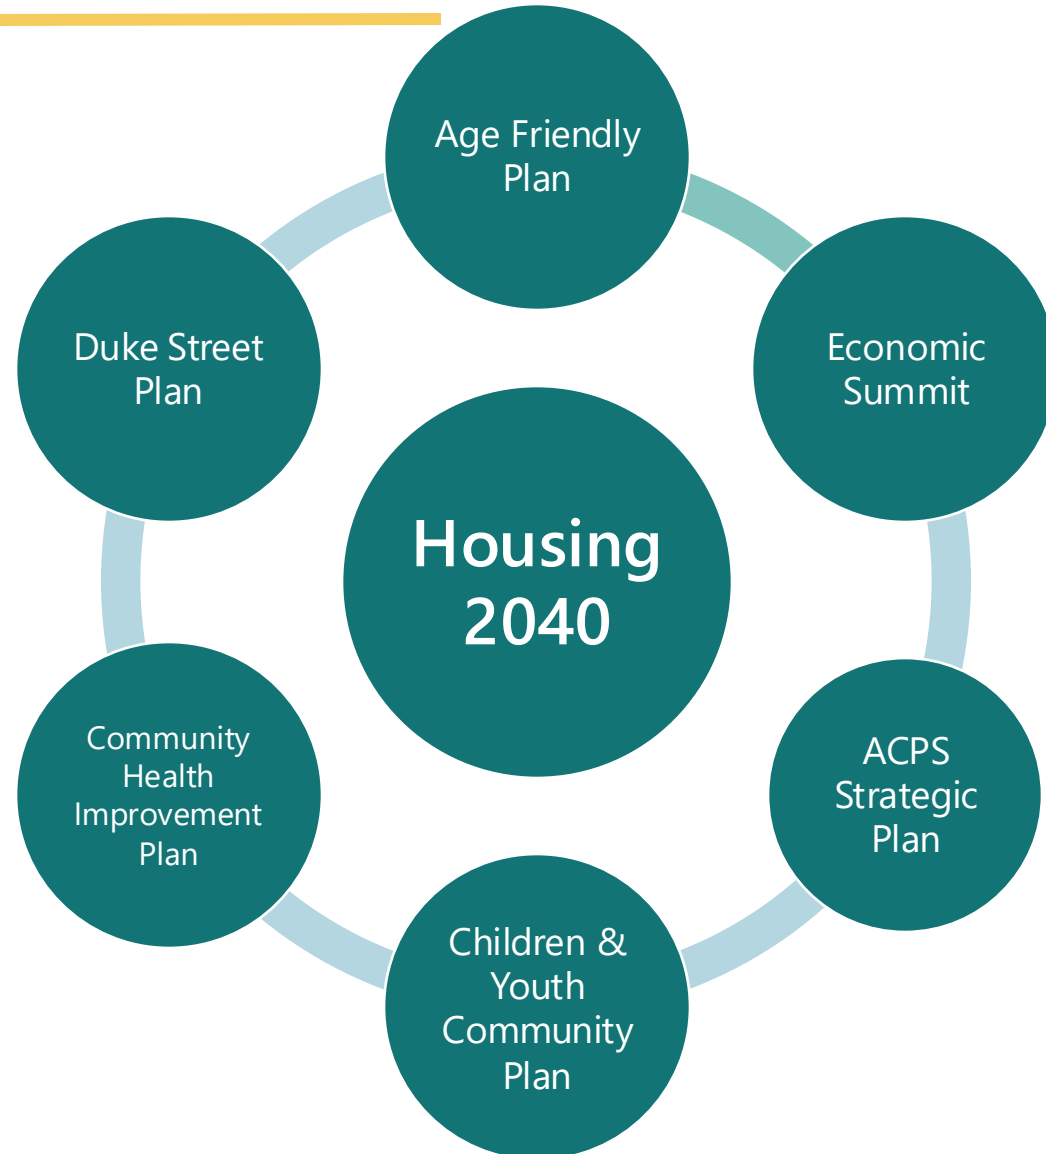 Age Friendly
Plan
Economic
Summit
ACPS
Strategic
Plan
Children &
Youth
Community
Plan
Community
Health
Improvement
Plan
Duke Street
Plan
Housing
2040